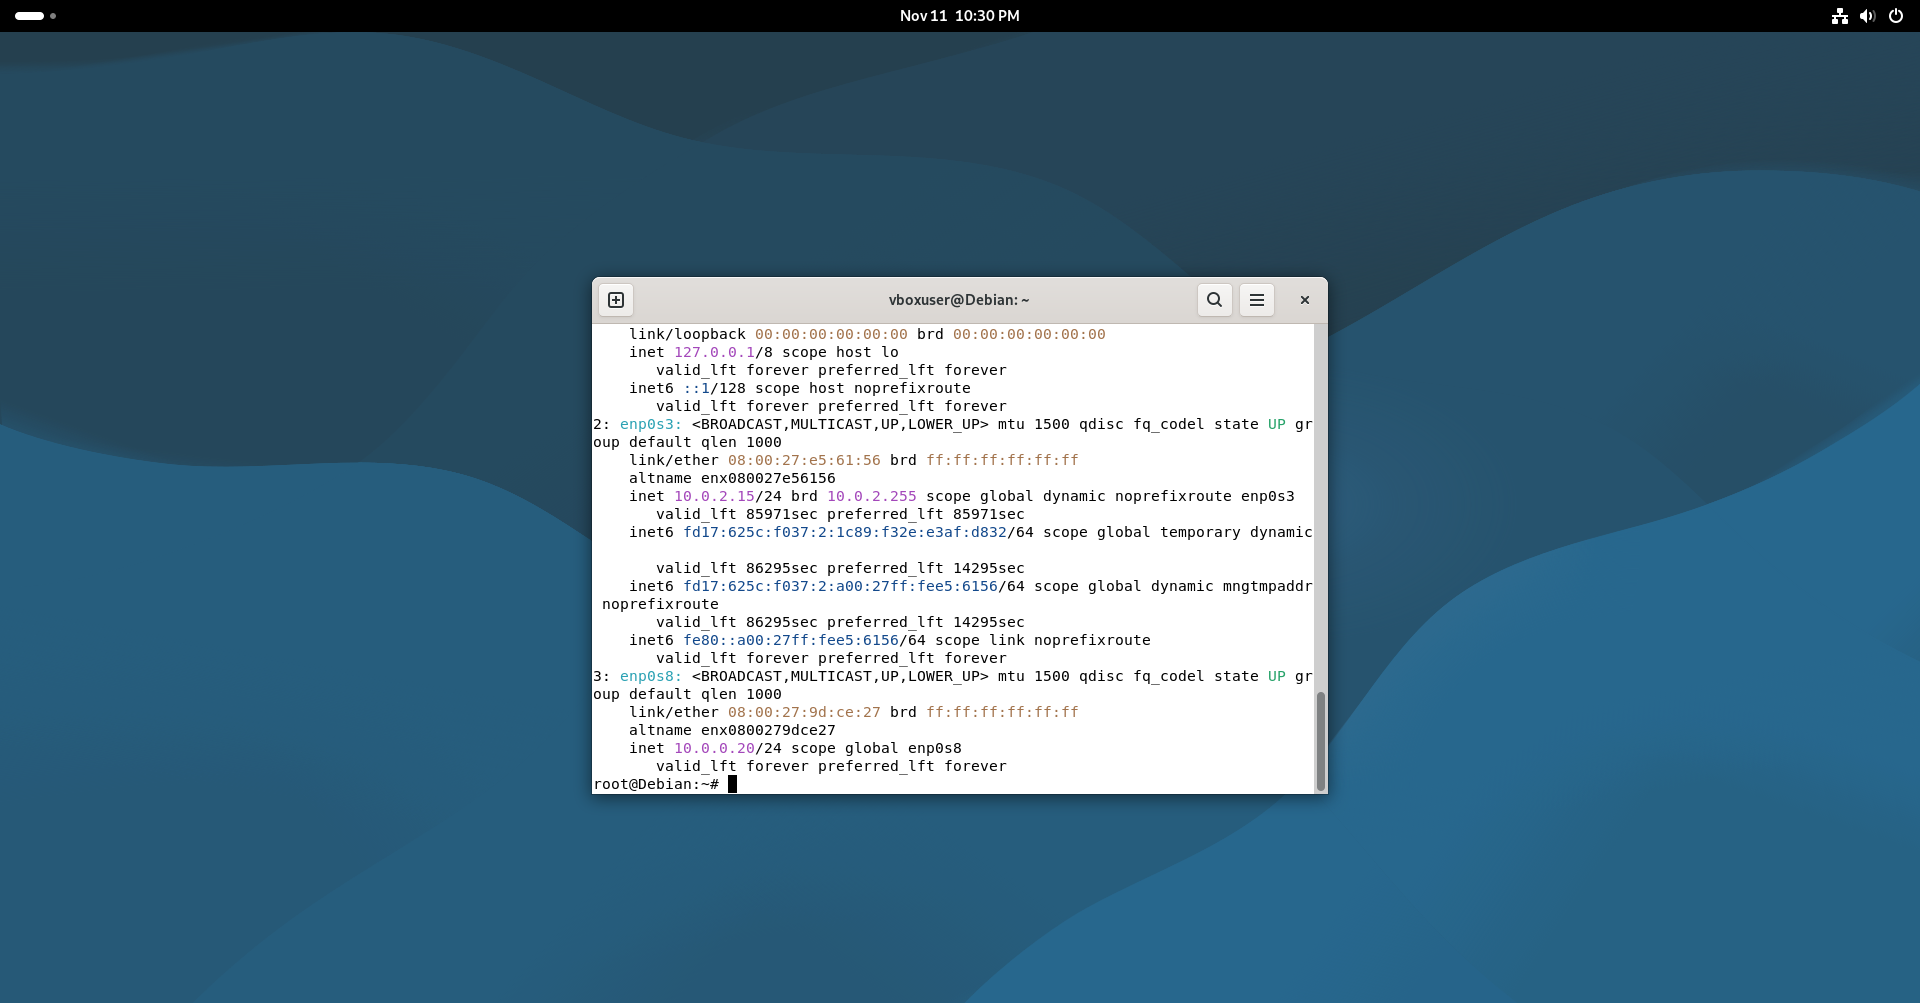 Nov 11 10:30 PM
vboxuser@Debian: ~
    link/loopback 00:00:00:00:00:00 brd 00:00:00:00:00:00
    inet 127.0.0.1/8 scope host lo
       valid_lft forever preferred_lft forever
    inet6 ::1/128 scope host noprefixroute
       valid_lft forever preferred_lft forever
2: enp0s3: <BROADCAST,MULTICAST,UP,LOWER_UP> mtu 1500 qdisc fq_codel state UP gr
oup default qlen 1000
    link/ether 08:00:27:e5:61:56 brd ff:ff:ff:ff:ff:ff
    altname enx080027e56156
    inet 10.0.2.15/24 brd 10.0.2.255 scope global dynamic noprefixroute enp0s3
       valid_lft 85971sec preferred_lft 85971sec
    inet6 fd17:625c:f037:2:1c89:f32e:e3af:d832/64 scope global temporary dynamic
       valid_lft 86295sec preferred_lft 14295sec
    inet6 fd17:625c:f037:2:a00:27ff:fee5:6156/64 scope global dynamic mngtmpaddr
 noprefixroute
       valid_lft 86295sec preferred_lft 14295sec
    inet6 fe80::a00:27ff:fee5:6156/64 scope link noprefixroute
       valid_lft forever preferred_lft forever
3: enp0s8: <BROADCAST,MULTICAST,UP,LOWER_UP> mtu 1500 qdisc fq_codel state UP gr
oup default qlen 1000
    link/ether 08:00:27:9d:ce:27 brd ff:ff:ff:ff:ff:ff
    altname enx0800279dce27
    inet 10.0.0.20/24 scope global enp0s8
       valid_lft forever preferred_lft forever
root@Debian:~#